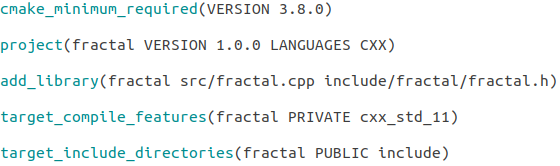 cmake_minimum_required(VERSION 3.8.0)
project(fractal VERSION 1.0.0 LANGUAGES CXX)
add_library(fractal src/fractal.cpp include/fractal/fractal.h)
target_compile_features(fractal PRIVATE cxx_std_11)
target_include_directories(fractal PUBLIC include)